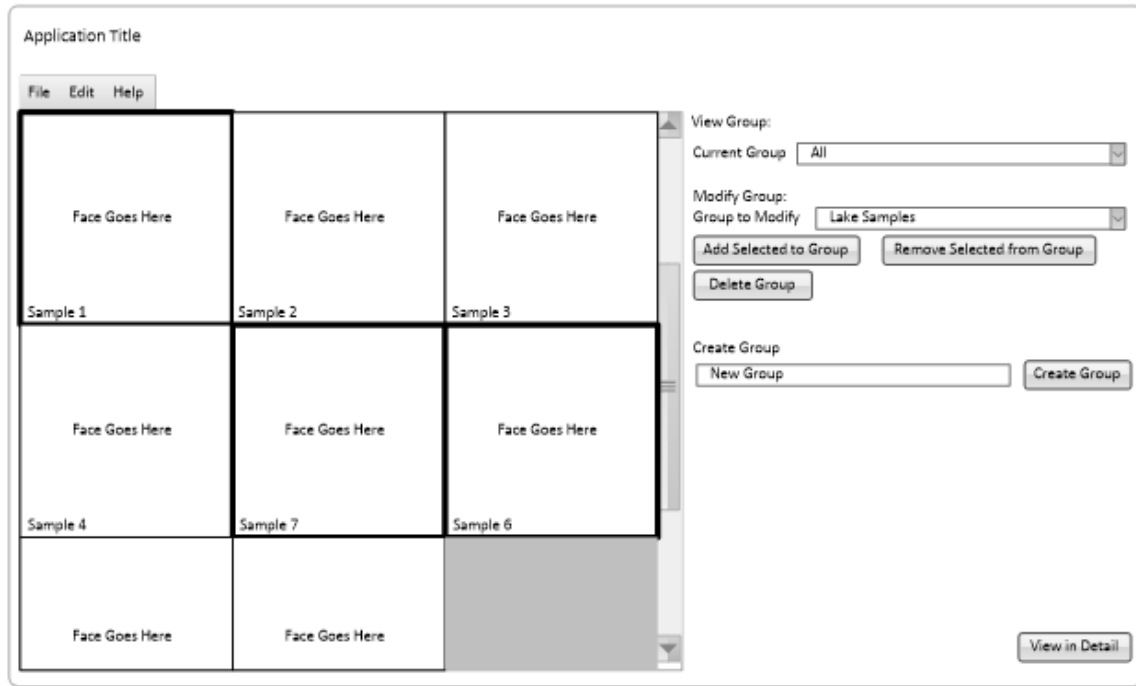 Application Title
File Edit Help
Face Goes Here Face Goes Here Face Goes Here
Sample 1 Sample 2 Sample 3
Face Goes Here Face Goes Here Face Goes Here
Sample 4 Sample 7 Sample 6
Face Goes Here Face Goes Here
View Group:
Current Group All
Modify Group:
Group to Modify Lake Samples
Add Selected to Group Remove Selected from Group
Delete Group
Create Group
New Group Create Group
View in Detail